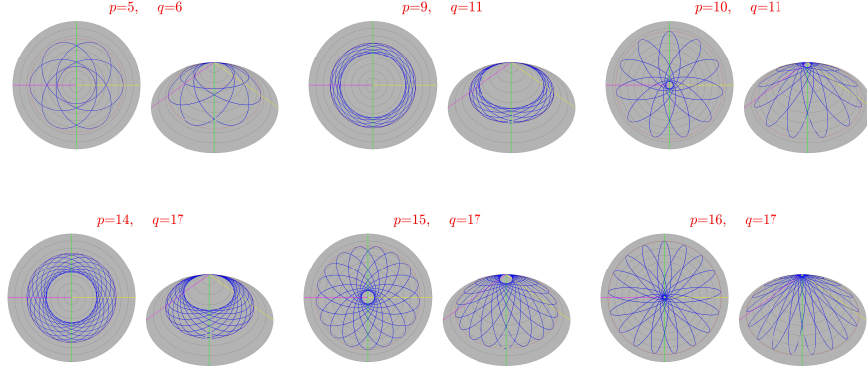 p=5, q=6
p=9, q=11
p=10, q=11
p=14, q=17
p=15, q=17
p=16, q=17